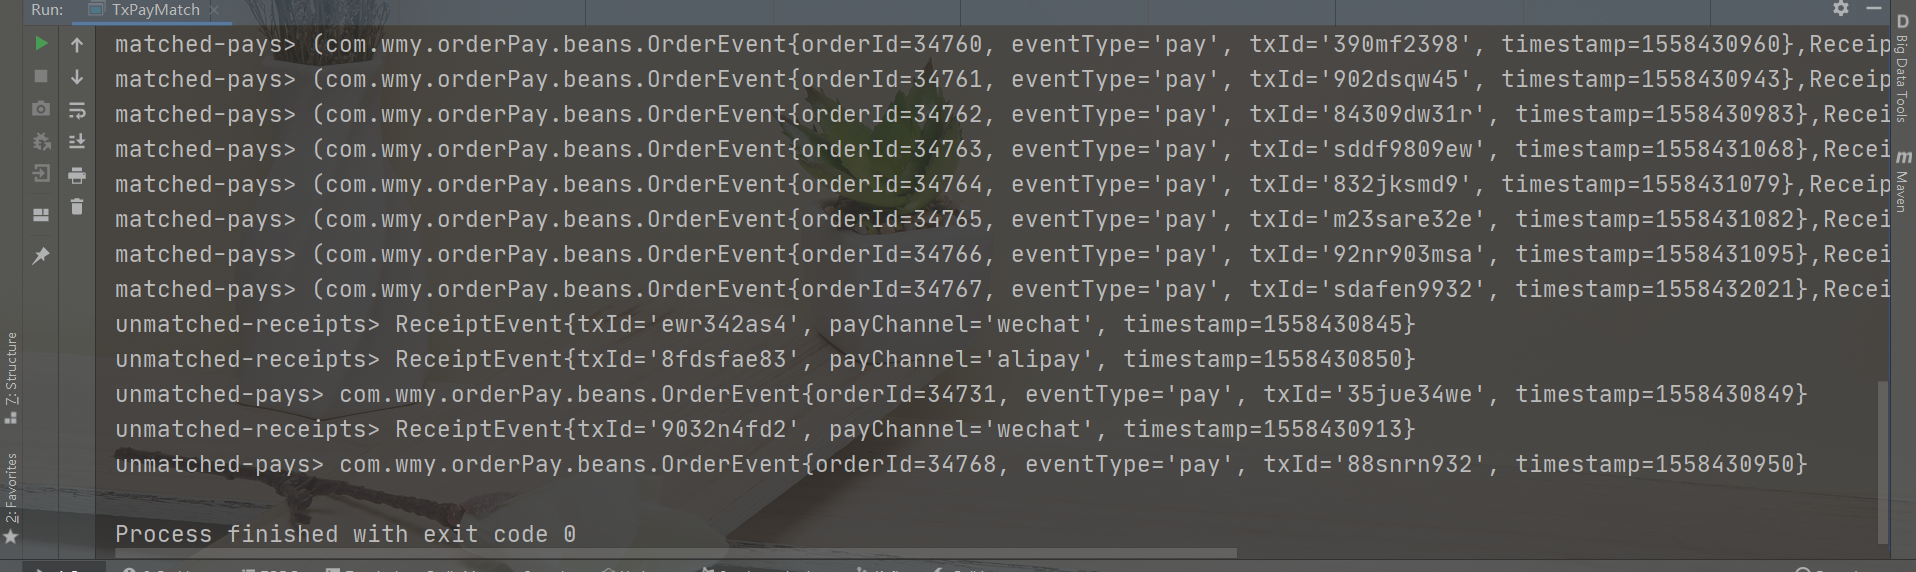 Run: TxPayMatch
matched-pays> (com.wmy.orderPay.beans.OrderEvent{orderId=34760, eventType='pay', txId='390mf2398', timestamp=1558430960},Receip
matched-pays> (com.wmy.orderPay.beans.OrderEvent{orderId=34761, eventType='pay', txId='902dsqw45', timestamp=1558430943},Receip
matched-pays> (com.wmy.orderPay.beans.OrderEvent{orderId=34762, eventType='pay', txId='84309dw31r', timestamp=1558430983},Recei
matched-pays> (com.wmy.orderPay.beans.OrderEvent{orderId=34763, eventType='pay', txId='sddf9809ew', timestamp=1558431068},Recei
matched-pays> (com.wmy.orderPay.beans.OrderEvent{orderId=34764, eventType='pay', txId='832jksmd9', timestamp=1558431079},Receip
matched-pays> (com.wmy.orderPay.beans.OrderEvent{orderId=34765, eventType='pay', txId='m23sare32e', timestamp=1558431082},Recei
matched-pays> (com.wmy.orderPay.beans.OrderEvent{orderId=34766, eventType='pay', txId='92nr903msa', timestamp=1558431095},Recei
matched-pays> (com.wmy.orderPay.beans.OrderEvent{orderId=34767, eventType='pay', txId='sdafen9932', timestamp=1558432021},Recei
unmatched-receipts> ReceiptEvent{txId='ewr342as4', payChannel='wechat', timestamp=1558430845}
unmatched-receipts> ReceiptEvent{txId='8fdsfae83', payChannel='alipay', timestamp=1558430850}
unmatched-pays> com.wmy.orderPay.beans.OrderEvent{orderId=34731, eventType='pay', txId='35jue34we', timestamp=1558430849}
unmatched-receipts> ReceiptEvent{txId='9032n4fd2', payChannel='wechat', timestamp=1558430913}
unmatched-pays> com.wmy.orderPay.beans.OrderEvent{orderId=34768, eventType='pay', txId='88snrn932', timestamp=1558430950}
Process finished with exit code 0
7: Structure
2: Favorites
D Big Data Tools
m Maven